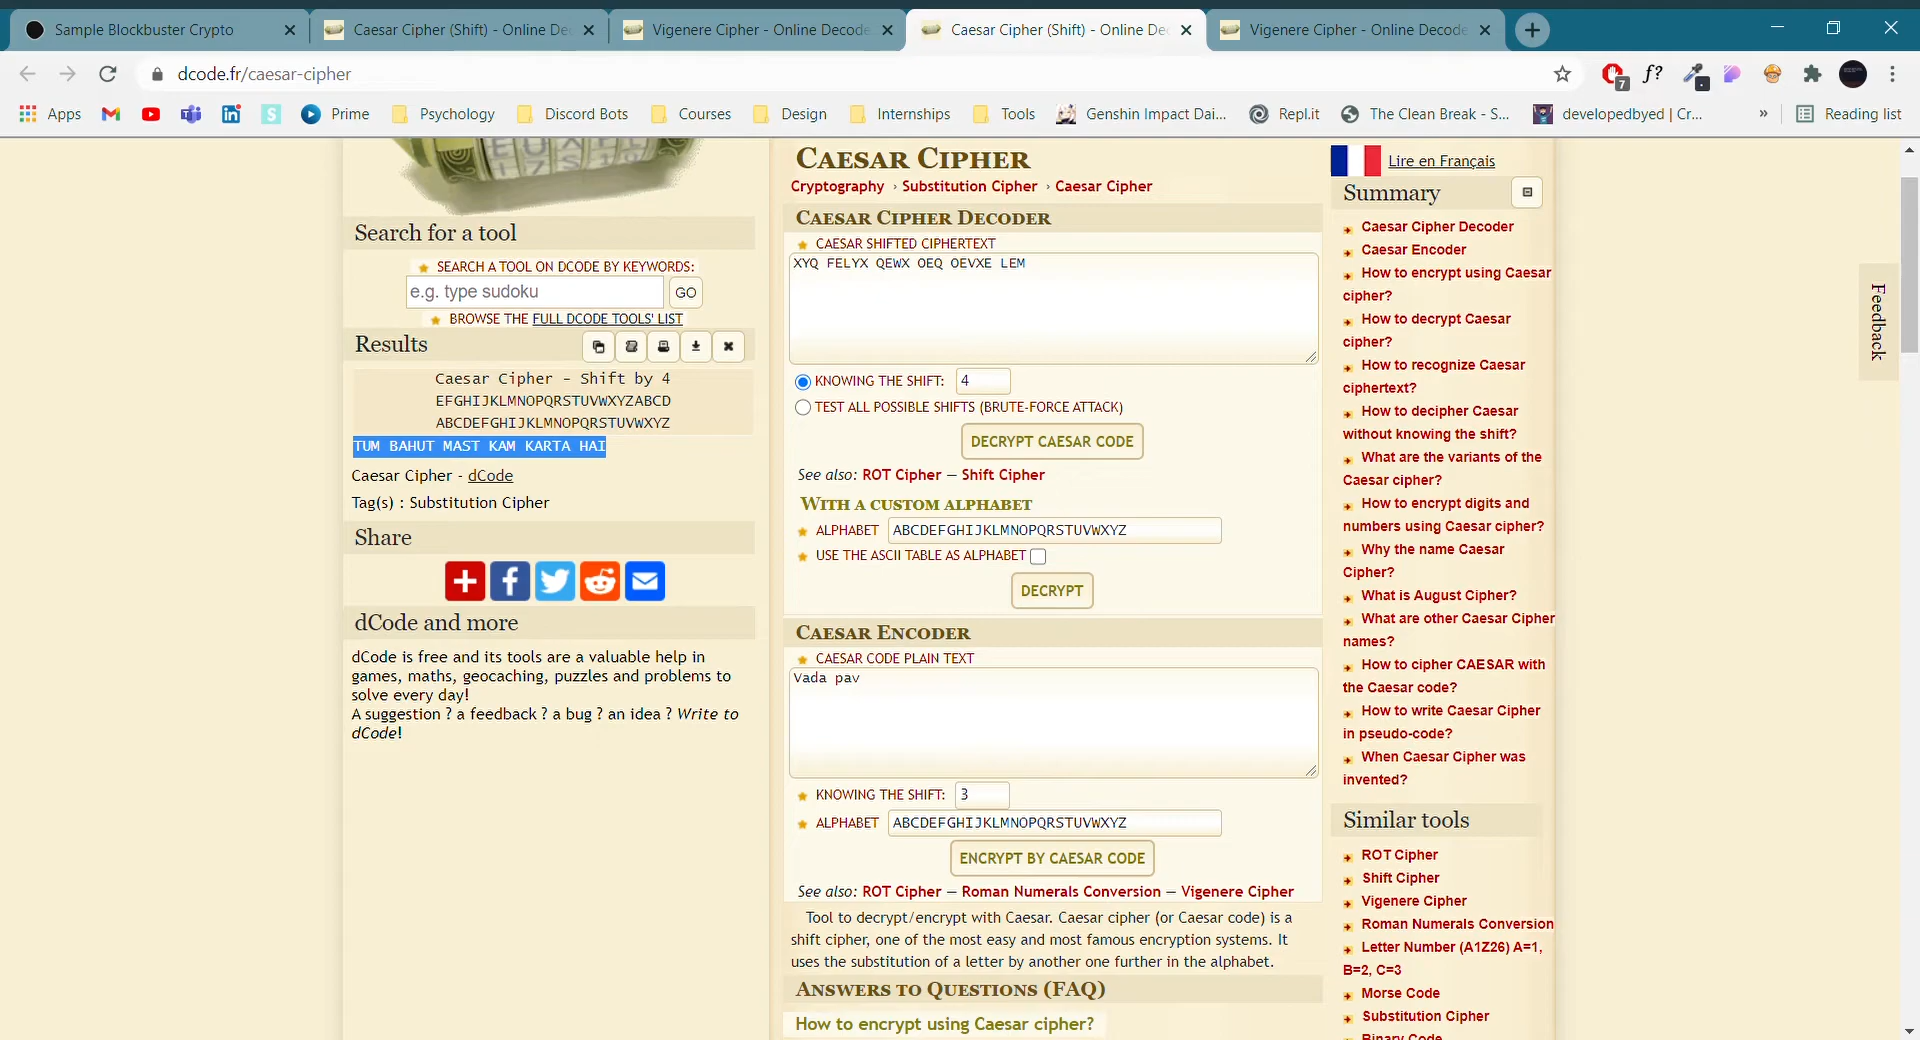 Sample Blockbuster Crypto
Caesar Cipher (Shift) - Online De
Vigenere Cipher - Online Decode
Caesar Cipher (Shift) - Online De
Vigenere Cipher - Online Decode
dcode.fr/caesar-cipher
7
f?
Apps
Prime
Psychology
Discord Bots
Courses
Design
Internships
Tools
Genshin Impact Dai...
Repl.it
The Clean Break - S...
developedbyed | Cr...
»
Reading list
Search for a tool
SEARCH A TOOL ON DCODE BY KEYWORDS:
e.g. type sudoku
GO
BROWSE THE FULL DCODE TOOLS' LIST
Results
Caesar Cipher - Shift by 4
EFGHIJKLMNOPQRSTUVWXYZABCD
ABCDEFGHIJKLMNOPQRSTUVWXYZ
TUM BAHUT MAST KAM KARTA HAI
Caesar Cipher - dCode
Tag(s) : Substitution Cipher
Share
dCode and more
dCode is free and its tools are a valuable help in
games, maths, geocaching, puzzles and problems to
solve every day!
A suggestion ? a feedback ? a bug ? an idea ? Write to
dCode!
CAESAR CIPHER
Cryptography › Substitution Cipher › Caesar Cipher
CAESAR CIPHER DECODER
CAESAR SHIFTED CIPHERTEXT
XYQ FELYX QEWX OEQ OEVXE LEM
KNOWING THE SHIFT: 4
TEST ALL POSSIBLE SHIFTS (BRUTE-FORCE ATTACK)
DECRYPT CAESAR CODE
See also: ROT Cipher — Shift Cipher
WITH A CUSTOM ALPHABET
ALPHABET ABCDEFGHIJKLMNOPQRSTUVWXYZ
USE THE ASCII TABLE AS ALPHABET
DECRYPT
CAESAR ENCODER
CAESAR CODE PLAIN TEXT
Vada pav
KNOWING THE SHIFT: 3
ALPHABET ABCDEFGHIJKLMNOPQRSTUVWXYZ
ENCRYPT BY CAESAR CODE
See also: ROT Cipher — Roman Numerals Conversion — Vigenere Cipher
Tool to decrypt/encrypt with Caesar. Caesar cipher (or Caesar code) is a
shift cipher, one of the most easy and most famous encryption systems. It
uses the substitution of a letter by another one further in the alphabet.
ANSWERS TO QUESTIONS (FAQ)
How to encrypt using Caesar cipher?
Lire en Français
Summary
Caesar Cipher Decoder
Caesar Encoder
How to encrypt using Caesar
cipher?
How to decrypt Caesar
cipher?
How to recognize Caesar
ciphertext?
How to decipher Caesar
without knowing the shift?
What are the variants of the
Caesar cipher?
How to encrypt digits and
numbers using Caesar cipher?
Why the name Caesar
Cipher?
What is August Cipher?
What are other Caesar Cipher
names?
How to cipher CAESAR with
the Caesar code?
How to write Caesar Cipher
in pseudo-code?
When Caesar Cipher was
invented?
Similar tools
ROT Cipher
Shift Cipher
Vigenere Cipher
Roman Numerals Conversion
Letter Number (A1Z26) A=1,
B=2, C=3
Morse Code
Substitution Cipher
Binary Code
Feedback